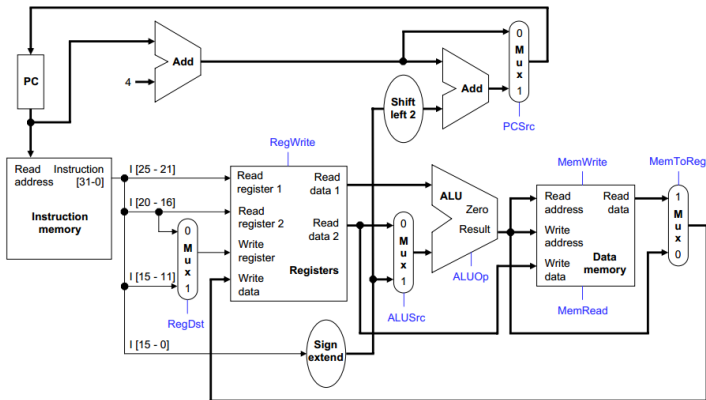 0
M
u
x
1
PCSrc
Add
4
PC
Add
Shift
left 2
RegWrite
MemWrite
MemToReg
Read
address
Instruction
[31-0]
Instruction
memory
I [25 - 21]
I [20 - 16]
I [15 - 11]
I [15 - 0]
0
M
u
x
1
RegDst
Read
register 1
Read
data 1
Read
register 2
Read
data 2
Write
register
Write
data
Registers
Sign
extend
0
M
u
x
1
ALUSrc
ALU
Zero
Result
ALUOp
Read
address
Read
data
Write
address
Write
data
Data
memory
MemRead
1
M
u
x
0